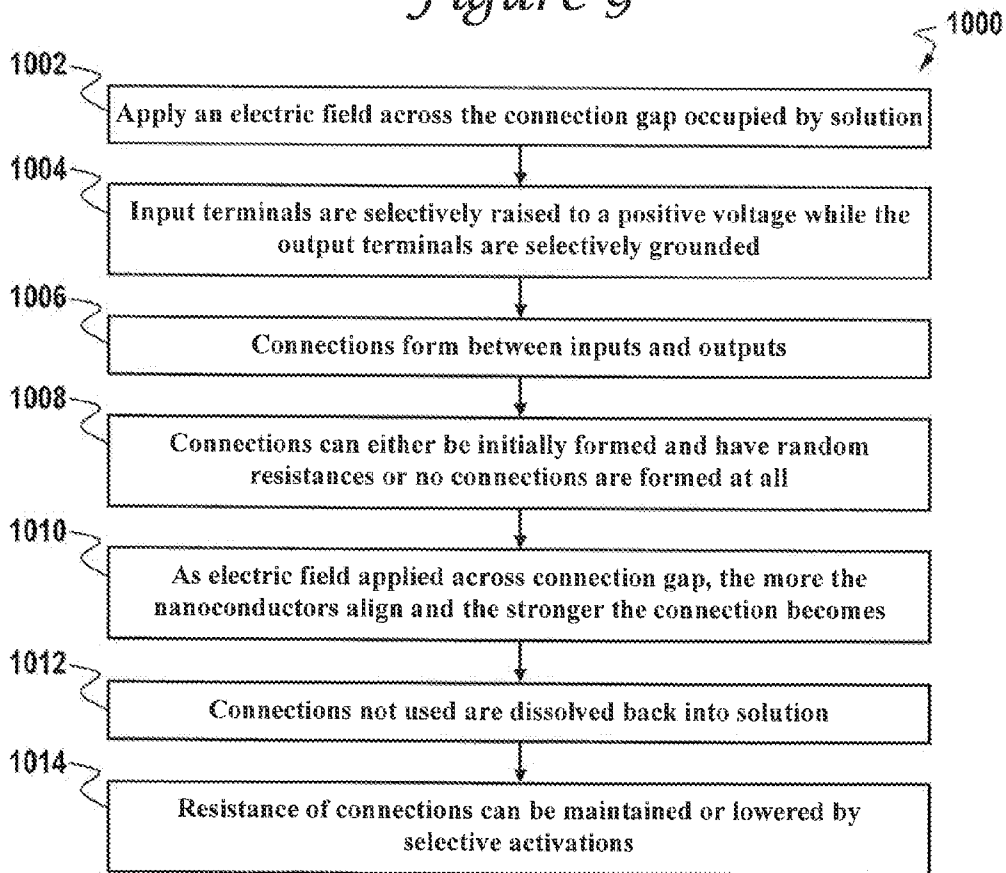 Figure 9
1000
1002
Apply an electric field across the connection gap occupied by solution
1004
Input terminals are selectively raised to a positive voltage while the
output terminals are selectively grounded
1006
Connections form between inputs and outputs
1008
Connections can either be initially formed and have random
resistances or no connections are formed at all
1010
As electric field applied across connection gap, the more the
nanoconductors align and the stronger the connection becomes
1012
Connections not used are dissolved back into solution
1014
Resistance of connections can be maintained or lowered by
selective activations